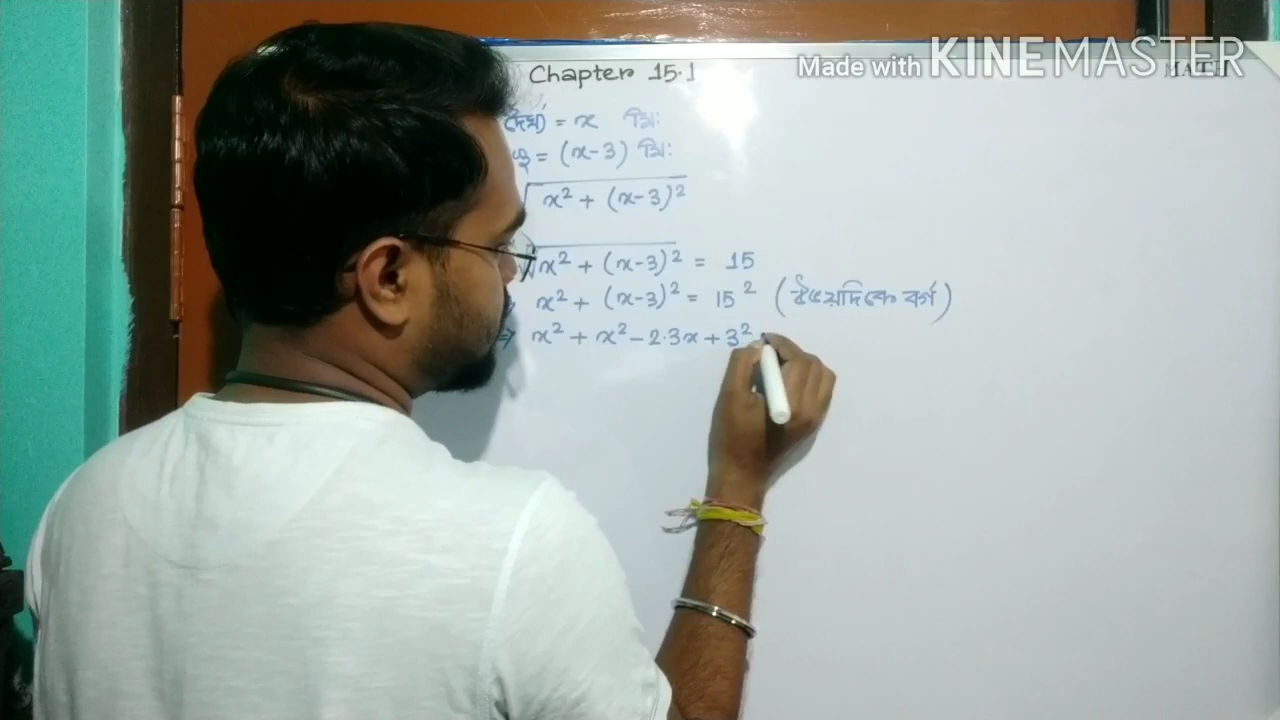 Made with KINEMASTER
Chapter 15.1
দৈর্ঘ্য = x মি:
= (x-3) মি:
√x² + (x-3)²
√x² + (x-3)² = 15
x² + (x-3)² = 15² (উভয়দিকে বর্গ)
⇒ x² + x² - 2·3x + 3²